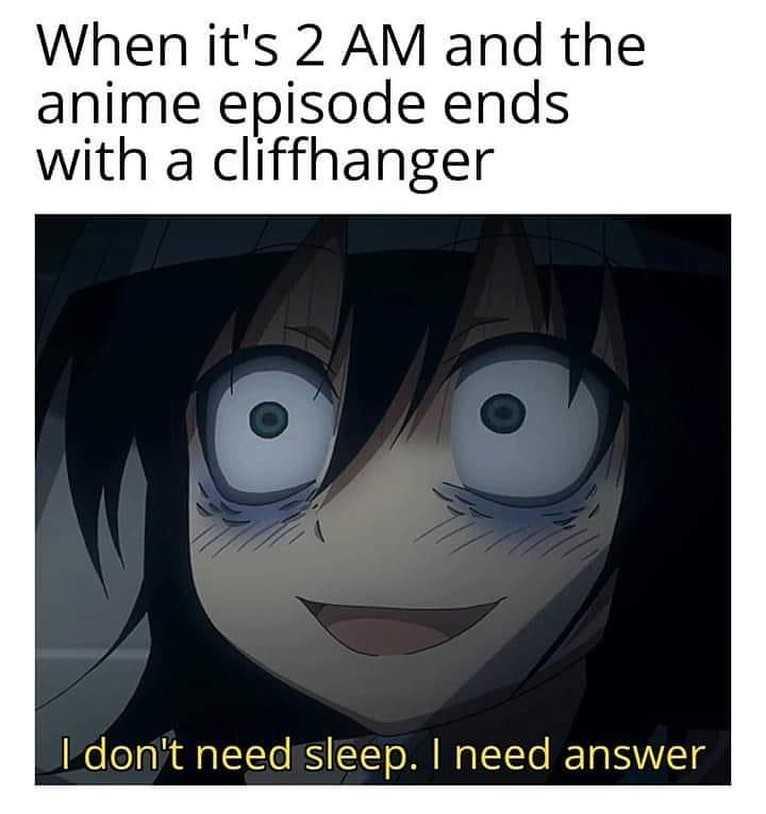 When it's 2 AM and the
anime episode ends
with a cliffhanger
I don't need sleep. I need answer